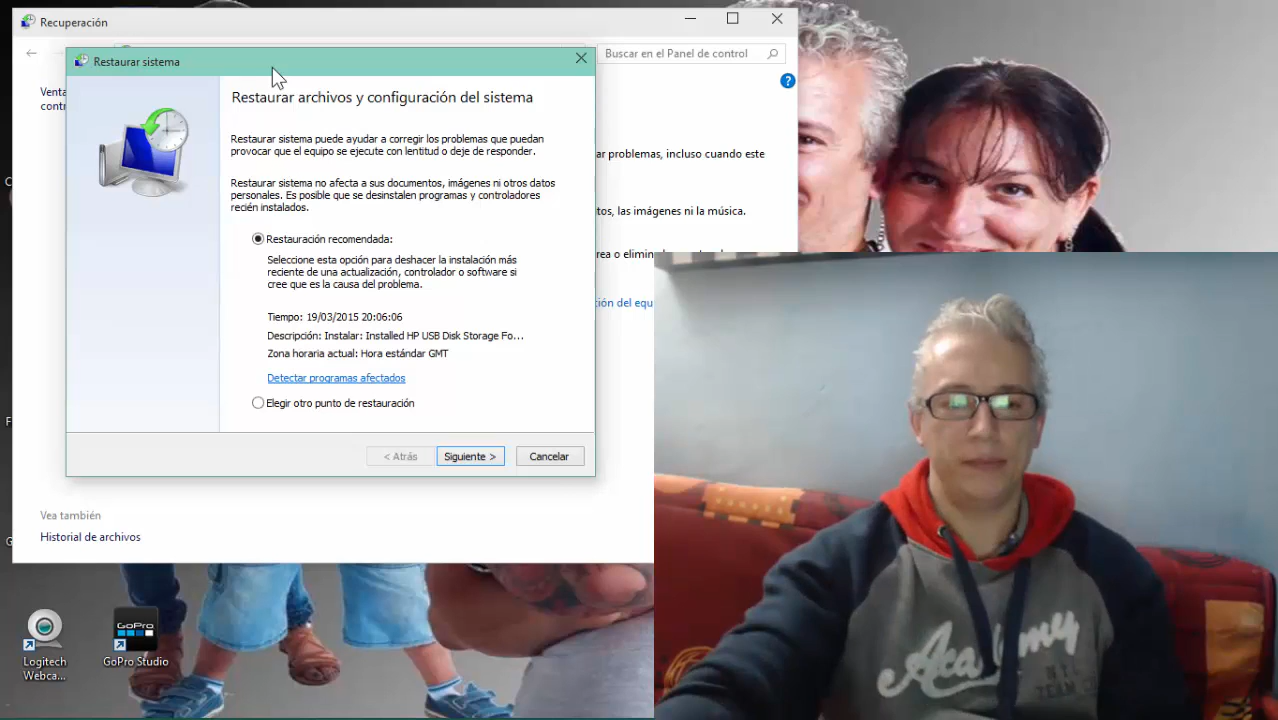 Recuperación
Buscar en el Panel de control
Restaurar sistema
Restaurar archivos y configuración del sistema
Venta
contr
Restaurar sistema puede ayudar a corregir los problemas que puedan
provocar que el equipo se ejecute con lentitud o deje de responder.
ar problemas, incluso cuando este
Restaurar sistema no afecta a sus documentos, imágenes ni otros datos
personales. Es posible que se desinstalen programas y controladores
recién instalados.
tos, las imágenes ni la música.
Restauración recomendada:
rea o elimin
Seleccione esta opción para deshacer la instalación más
reciente de una actualización, controlador o software si
cree que es la causa del problema.
ción del equ
Tiempo: 19/03/2015 20:06:06
Descripción: Instalar: Installed HP USB Disk Storage Fo...
Zona horaria actual: Hora estándar GMT
Detectar programas afectados
Elegir otro punto de restauración
< Atrás
Siguiente >
Cancelar
Vea también
Historial de archivos
GoPro
Logitech
Webca...
GoPro Studio
Academy